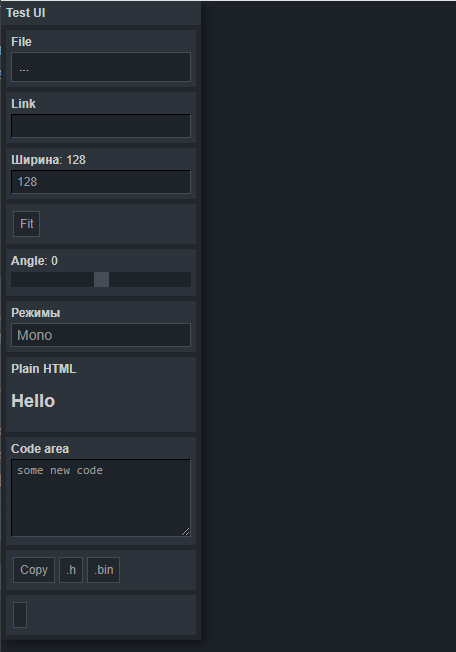 Test UI
File
...
Link
Ширина: 128
128
Fit
Angle: 0
Режимы
Mono
Plain HTML
Hello
Code area
some new code
Copy .h .bin